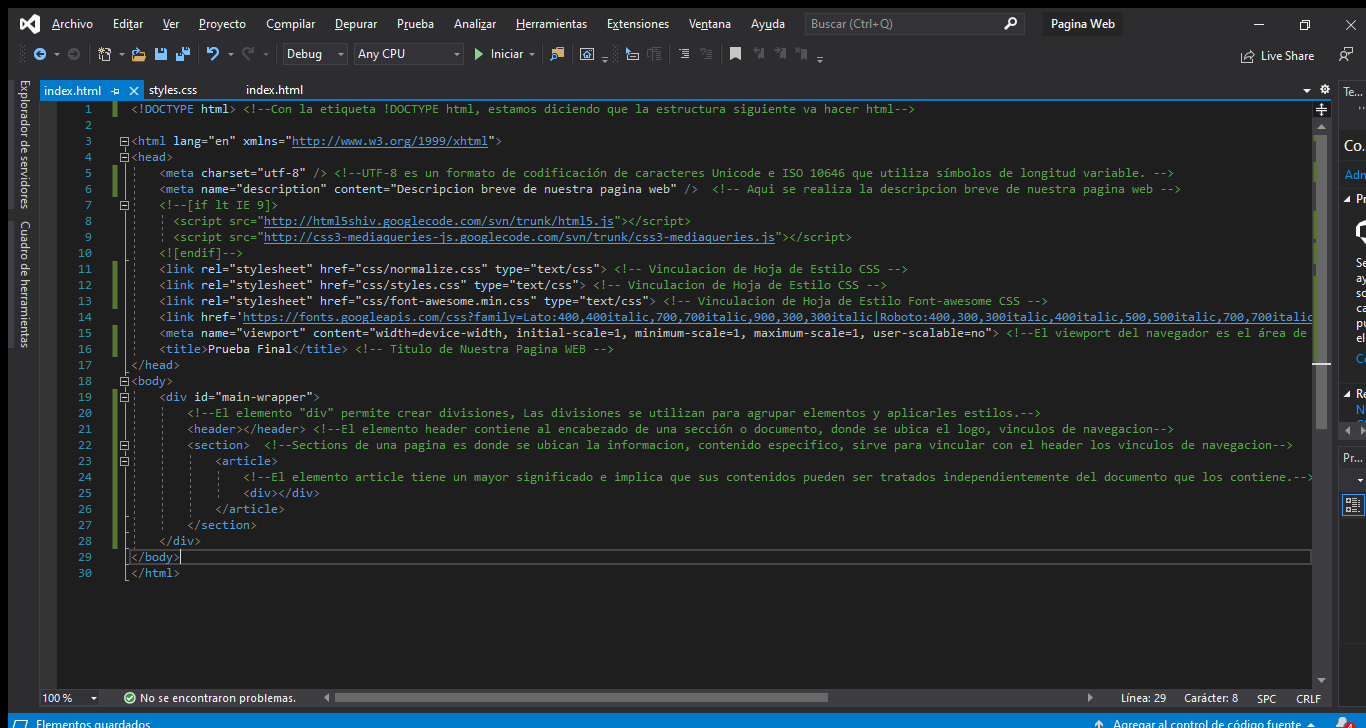 Archivo Editar Ver Proyecto Compilar Depurar Prueba Analizar Herramientas Extensiones Ventana Ayuda Buscar (Ctrl+Q) Pagina Web
Debug Any CPU Iniciar Live Share
Explorador de servidores
Cuadro de herramientas
index.html styles.css index.html
1 <!DOCTYPE html> <!--Con la etiqueta !DOCTYPE html, estamos diciendo que la estructura siguiente va hacer html-->
2
3 <html lang="en" xmlns="http://www.w3.org/1999/xhtml">
4 <head>
5 <meta charset="utf-8" /> <!--UTF-8 es un formato de codificación de caracteres Unicode e ISO 10646 que utiliza símbolos de longitud variable. -->
6 <meta name="description" content="Descripcion breve de nuestra pagina web" /> <!-- Aqui se realiza la descripcion breve de nuestra pagina web -->
7 <!--[if lt IE 9]>
8 <script src="http://html5shiv.googlecode.com/svn/trunk/html5.js"></script>
9 <script src="http://css3-mediaqueries-js.googlecode.com/svn/trunk/css3-mediaqueries.js"></script>
10 <![endif]-->
11 <link rel="stylesheet" href="css/normalize.css" type="text/css"> <!-- Vinculacion de Hoja de Estilo CSS -->
12 <link rel="stylesheet" href="css/styles.css" type="text/css"> <!-- Vinculacion de Hoja de Estilo CSS -->
13 <link rel="stylesheet" href="css/font-awesome.min.css" type="text/css"> <!-- Vinculacion de Hoja de Estilo Font-awesome CSS -->
14 <link href='https://fonts.googleapis.com/css?family=Lato:400,400italic,700,700italic,900,300,300italic|Roboto:400,300,300italic,400italic,500,500italic,700,700italic
15 <meta name="viewport" content="width=device-width, initial-scale=1, minimum-scale=1, maximum-scale=1, user-scalable=no"> <!--El viewport del navegador es el área de
16 <title>Prueba Final</title> <!-- Titulo de Nuestra Pagina WEB -->
17 </head>
18 <body>
19 <div id="main-wrapper">
20 <!--El elemento "div" permite crear divisiones, Las divisiones se utilizan para agrupar elementos y aplicarles estilos.-->
21 <header></header> <!--El elemento header contiene al encabezado de una sección o documento, donde se ubica el logo, vinculos de navegacion-->
22 <section> <!--Sections de una pagina es donde se ubican la informacion, contenido especifico, sirve para vincular con el header los vinculos de navegacion-->
23 <article>
24 <!--El elemento article tiene un mayor significado e implica que sus contenidos pueden ser tratados independientemente del documento que los contiene.-->
25 <div></div>
26 </article>
27 </section>
28 </div>
29 </body>
30 </html>
Te...
Co...
Adn
Pr
Se
ay
so
ca
pu
el
Re
Pr...
100 % No se encontraron problemas. Línea: 29 Carácter: 8 SPC CRLF
Elementos guardados Agregar al control de código fuente